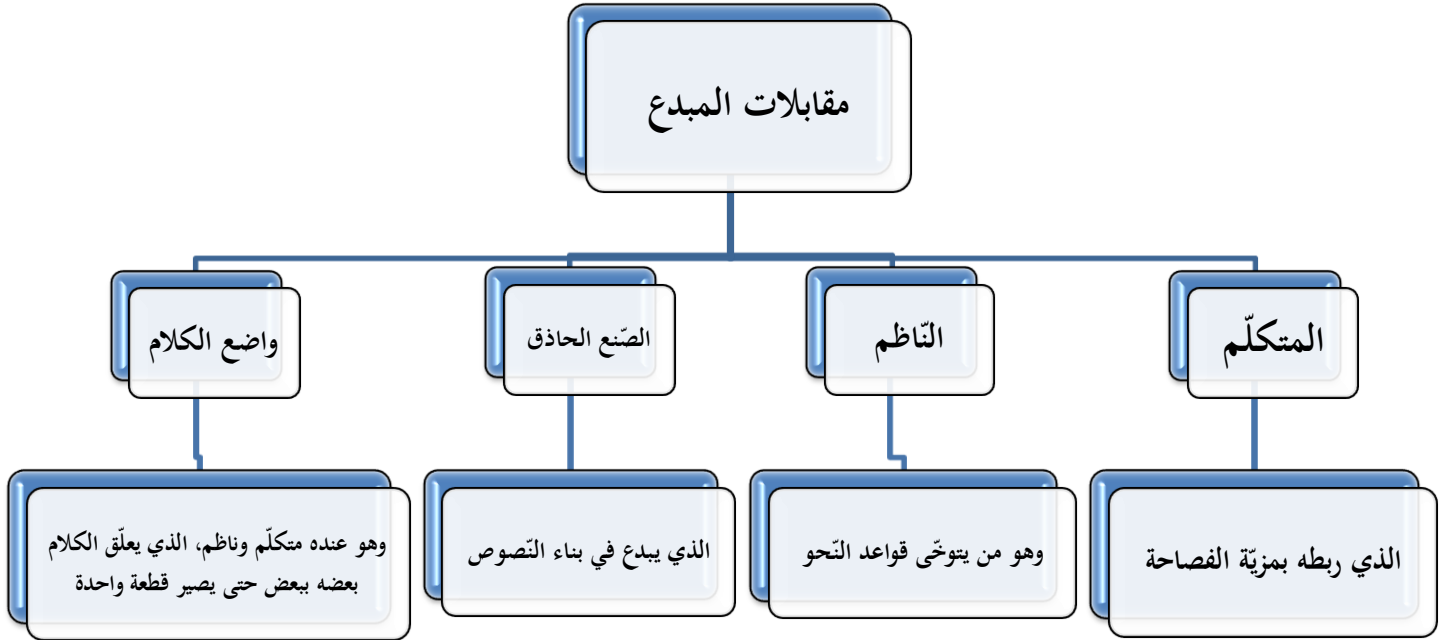 مقابلات المبدع
المتكلّم
النّاظم
الصّنع الحاذق
واضع الكلام
الذي ربطه بمزيّة الفصاحة
وهو من يتوخّى قواعد النّحو
الذي يبدع في بناء النّصوص
وهو عنده متكلّم وناظم، الذي يعلّق الكلام
بعضه ببعض حتى يصير قطعة واحدة